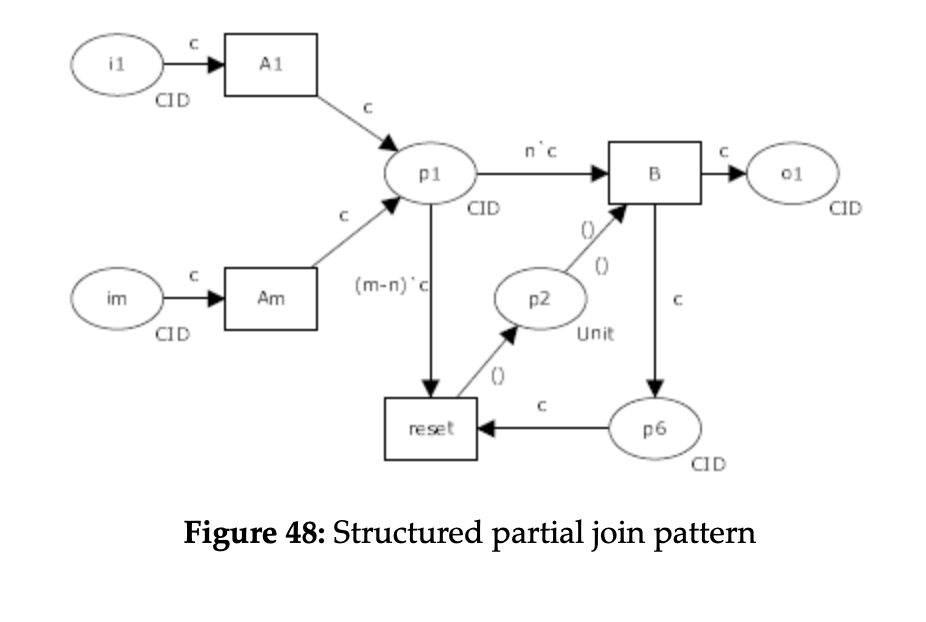 c
i1
A1
CID
c
c
n`c
c
p1
B
o1
CID
CID
c
()
c
(m-n)`c
()
im
Am
p2
c
CID
Unit
()
c
reset
p6
CID
Figure 48: Structured partial join pattern